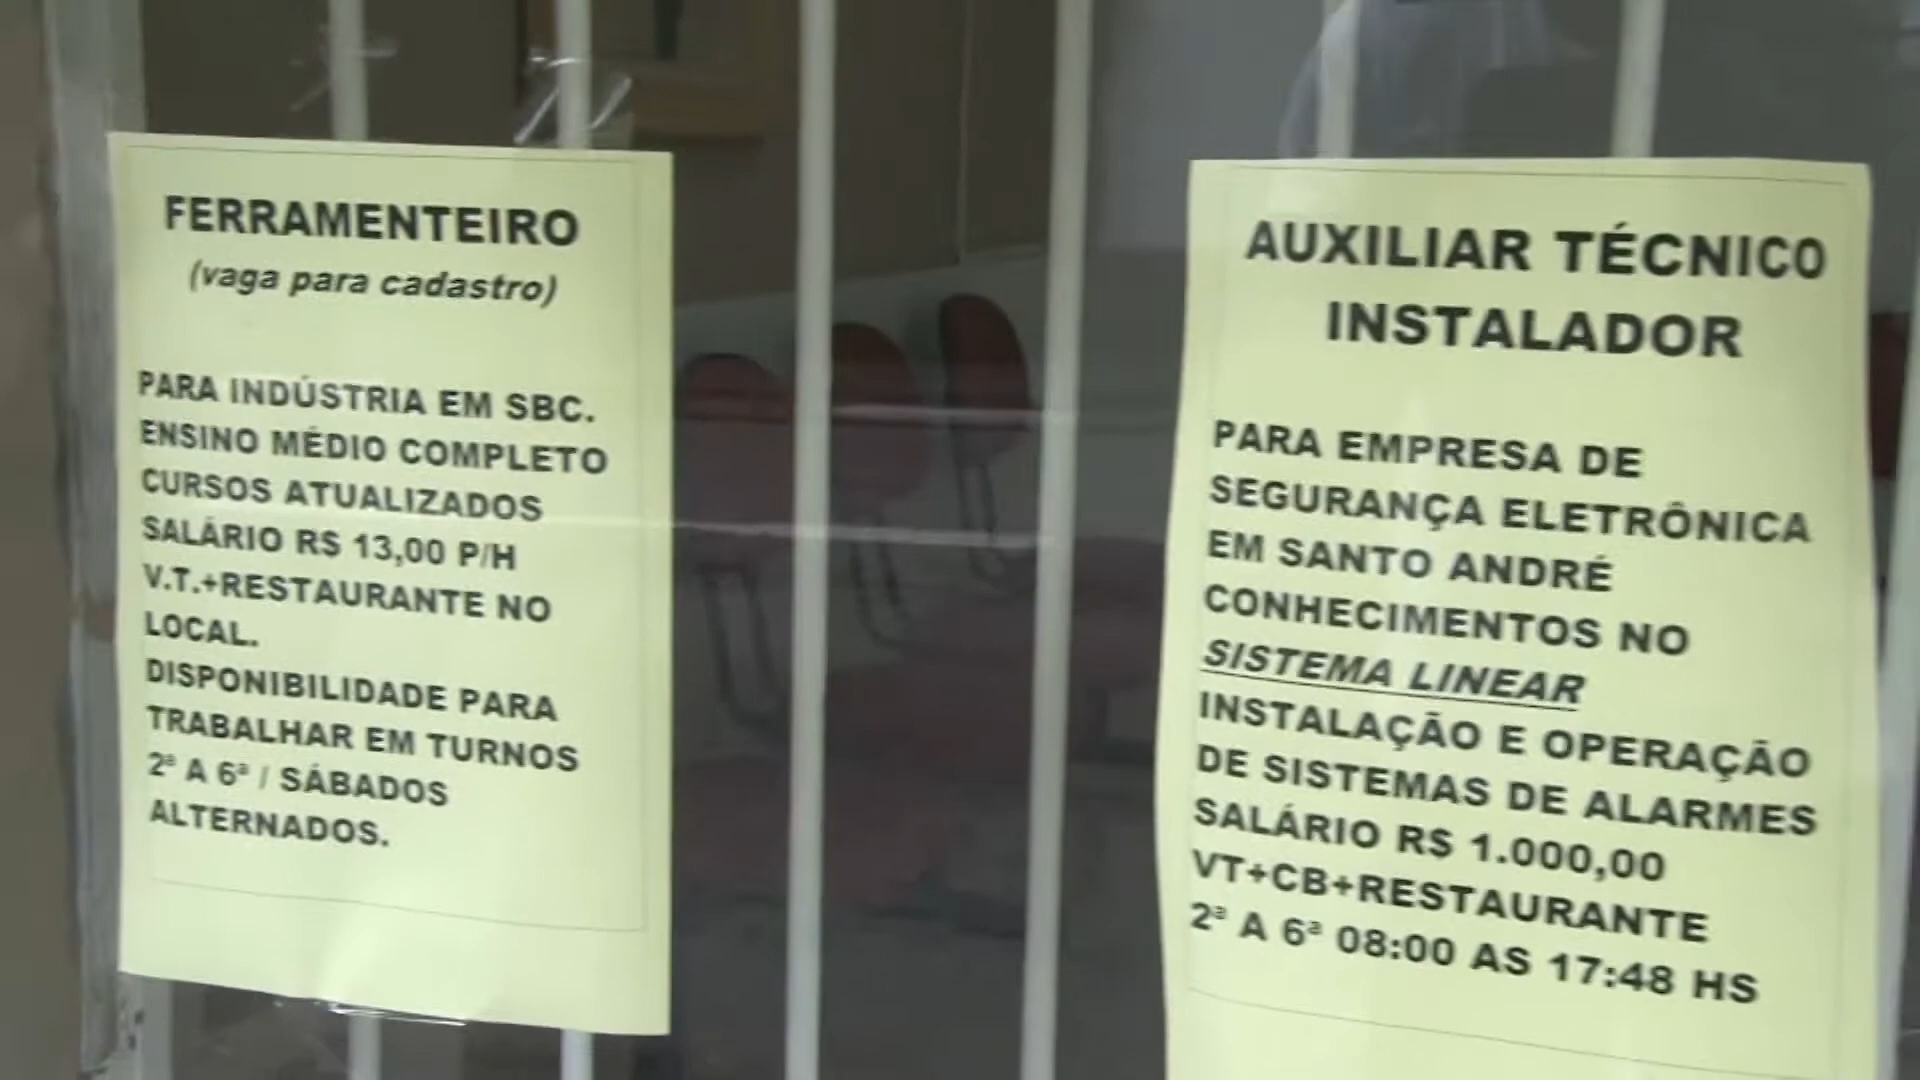 FERRAMENTEIRO
(vaga para cadastro)
PARA INDÚSTRIA EM SBC.
ENSINO MÉDIO COMPLETO
CURSOS ATUALIZADOS
SALÁRIO R$ 13,00 P/H
V.T.+RESTAURANTE NO
LOCAL.
DISPONIBILIDADE PARA
TRABALHAR EM TURNOS
2ª A 6ª / SÁBADOS
ALTERNADOS.
AUXILIAR TÉCNICO
INSTALADOR
PARA EMPRESA DE
SEGURANÇA ELETRÔNICA
EM SANTO ANDRÉ
CONHECIMENTOS NO
SISTEMA LINEAR
INSTALAÇÃO E OPERAÇÃO
DE SISTEMAS DE ALARMES
SALÁRIO R$ 1.000,00
VT+CB+RESTAURANTE
2ª A 6ª 08:00 AS 17:48 HS